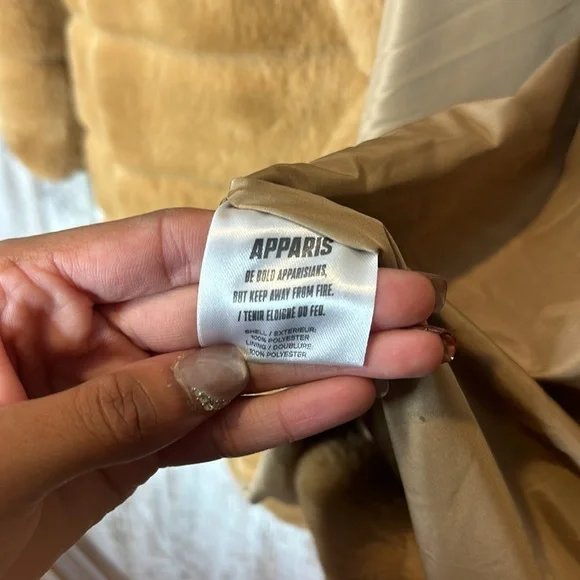 APPARIS
BE BOLD APPARISIANS,
BUT KEEP AWAY FROM FIRE.
/ TENIR ELOIGNÉ DU FEU.
SHELL / EXTERIEUR:
100% POLYESTER
LINING / DOUBLURE:
100% POLYESTER